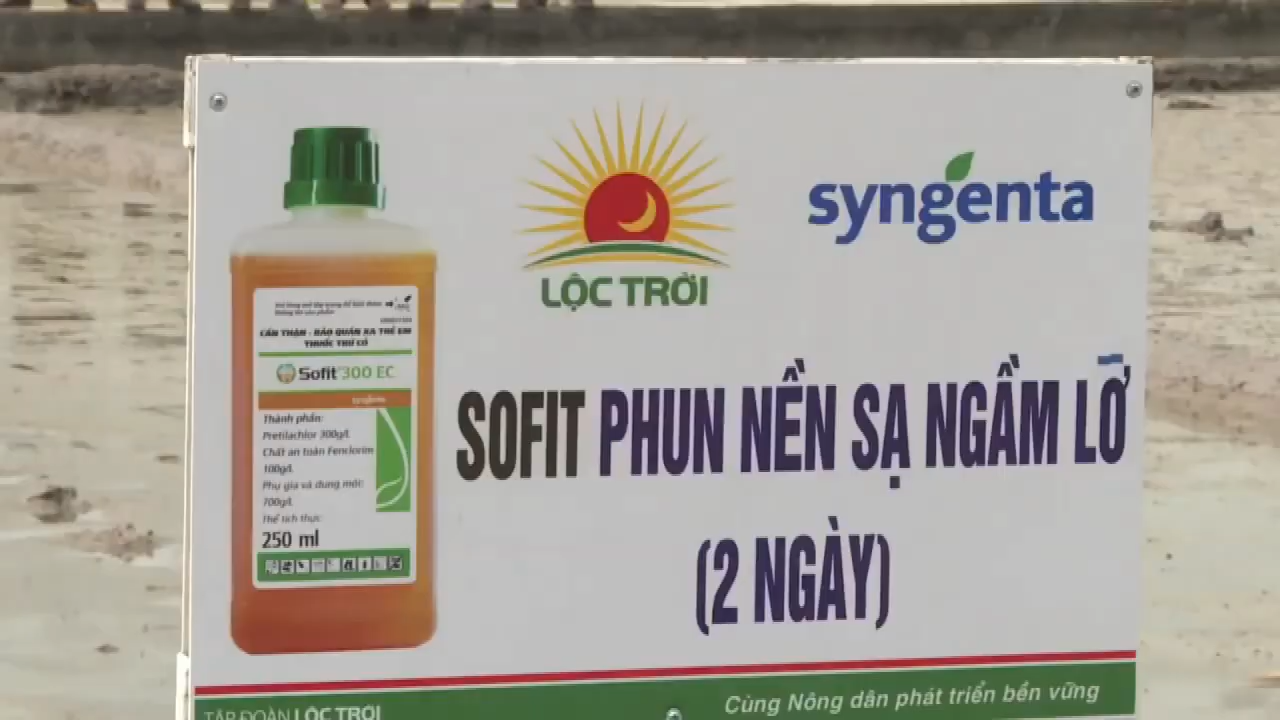 LỘC TRỜI
syngenta
CẨN THẬN - BẢO QUẢN XA TRẺ EM
THUỐC TRỪ CỎ
Sofit 300 EC
syngenta
Thành phần:
Pretilachlor 300g/L
Chất an toàn Fenclorim
100g/L
Phụ gia và dung môi:
700g/L
Thể tích thực:
250 ml
SOFIT PHUN NỀN SẠ NGẦM LỠ
(2 NGÀY)
TẬP ĐOÀN LỘC TRỜI
Cùng Nông dân phát triển bền vững